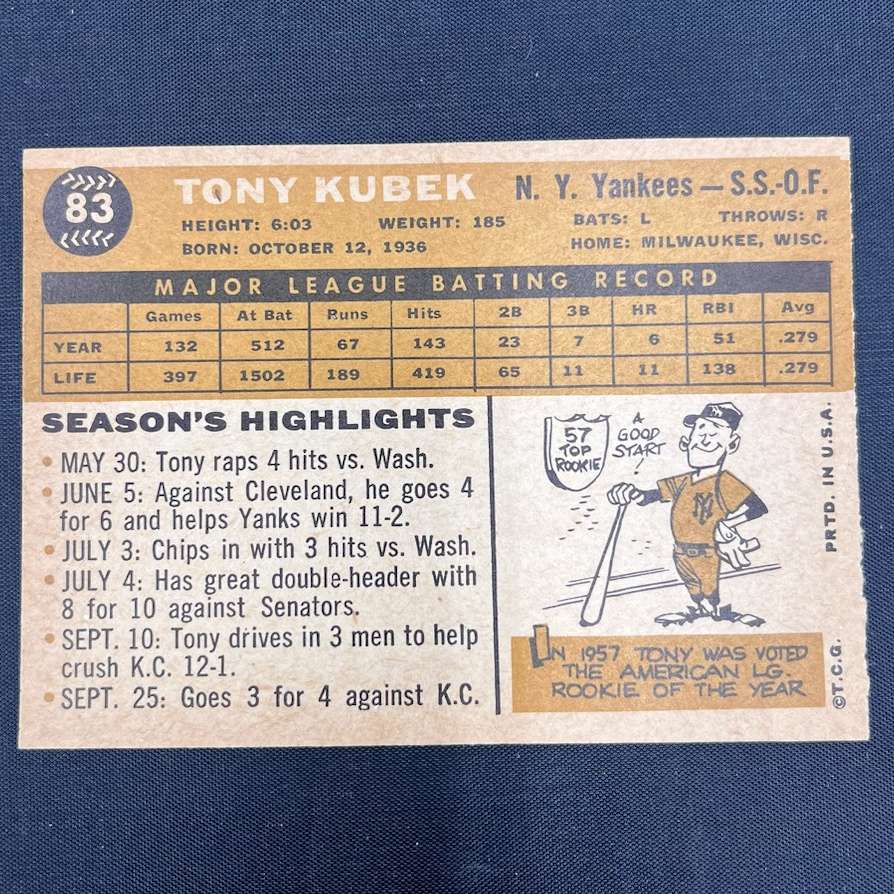 83
TONY KUBEK
N. Y. Yankees — S.S.-O.F.
HEIGHT: 6:03 WEIGHT: 185 BATS: L THROWS: R
BORN: OCTOBER 12, 1936 HOME: MILWAUKEE, WISC.
MAJOR LEAGUE BATTING RECORD
Games At Bat Runs Hits 2B 3B HR RBI Avg
YEAR 132 512 67 143 23 7 6 51 .279
LIFE 397 1502 189 419 65 11 11 138 .279
SEASON'S HIGHLIGHTS
• MAY 30: Tony raps 4 hits vs. Wash.
• JUNE 5: Against Cleveland, he goes 4
for 6 and helps Yanks win 11-2.
• JULY 3: Chips in with 3 hits vs. Wash.
• JULY 4: Has great double-header with
8 for 10 against Senators.
• SEPT. 10: Tony drives in 3 men to help
crush K.C. 12-1.
• SEPT. 25: Goes 3 for 4 against K.C.
57
TOP
ROOKIE
A
GOOD
START
!
NY
NY
IN 1957 TONY WAS VOTED
THE AMERICAN LG.
ROOKIE OF THE YEAR
PRTD. IN U.S.A.
©T.C.G.